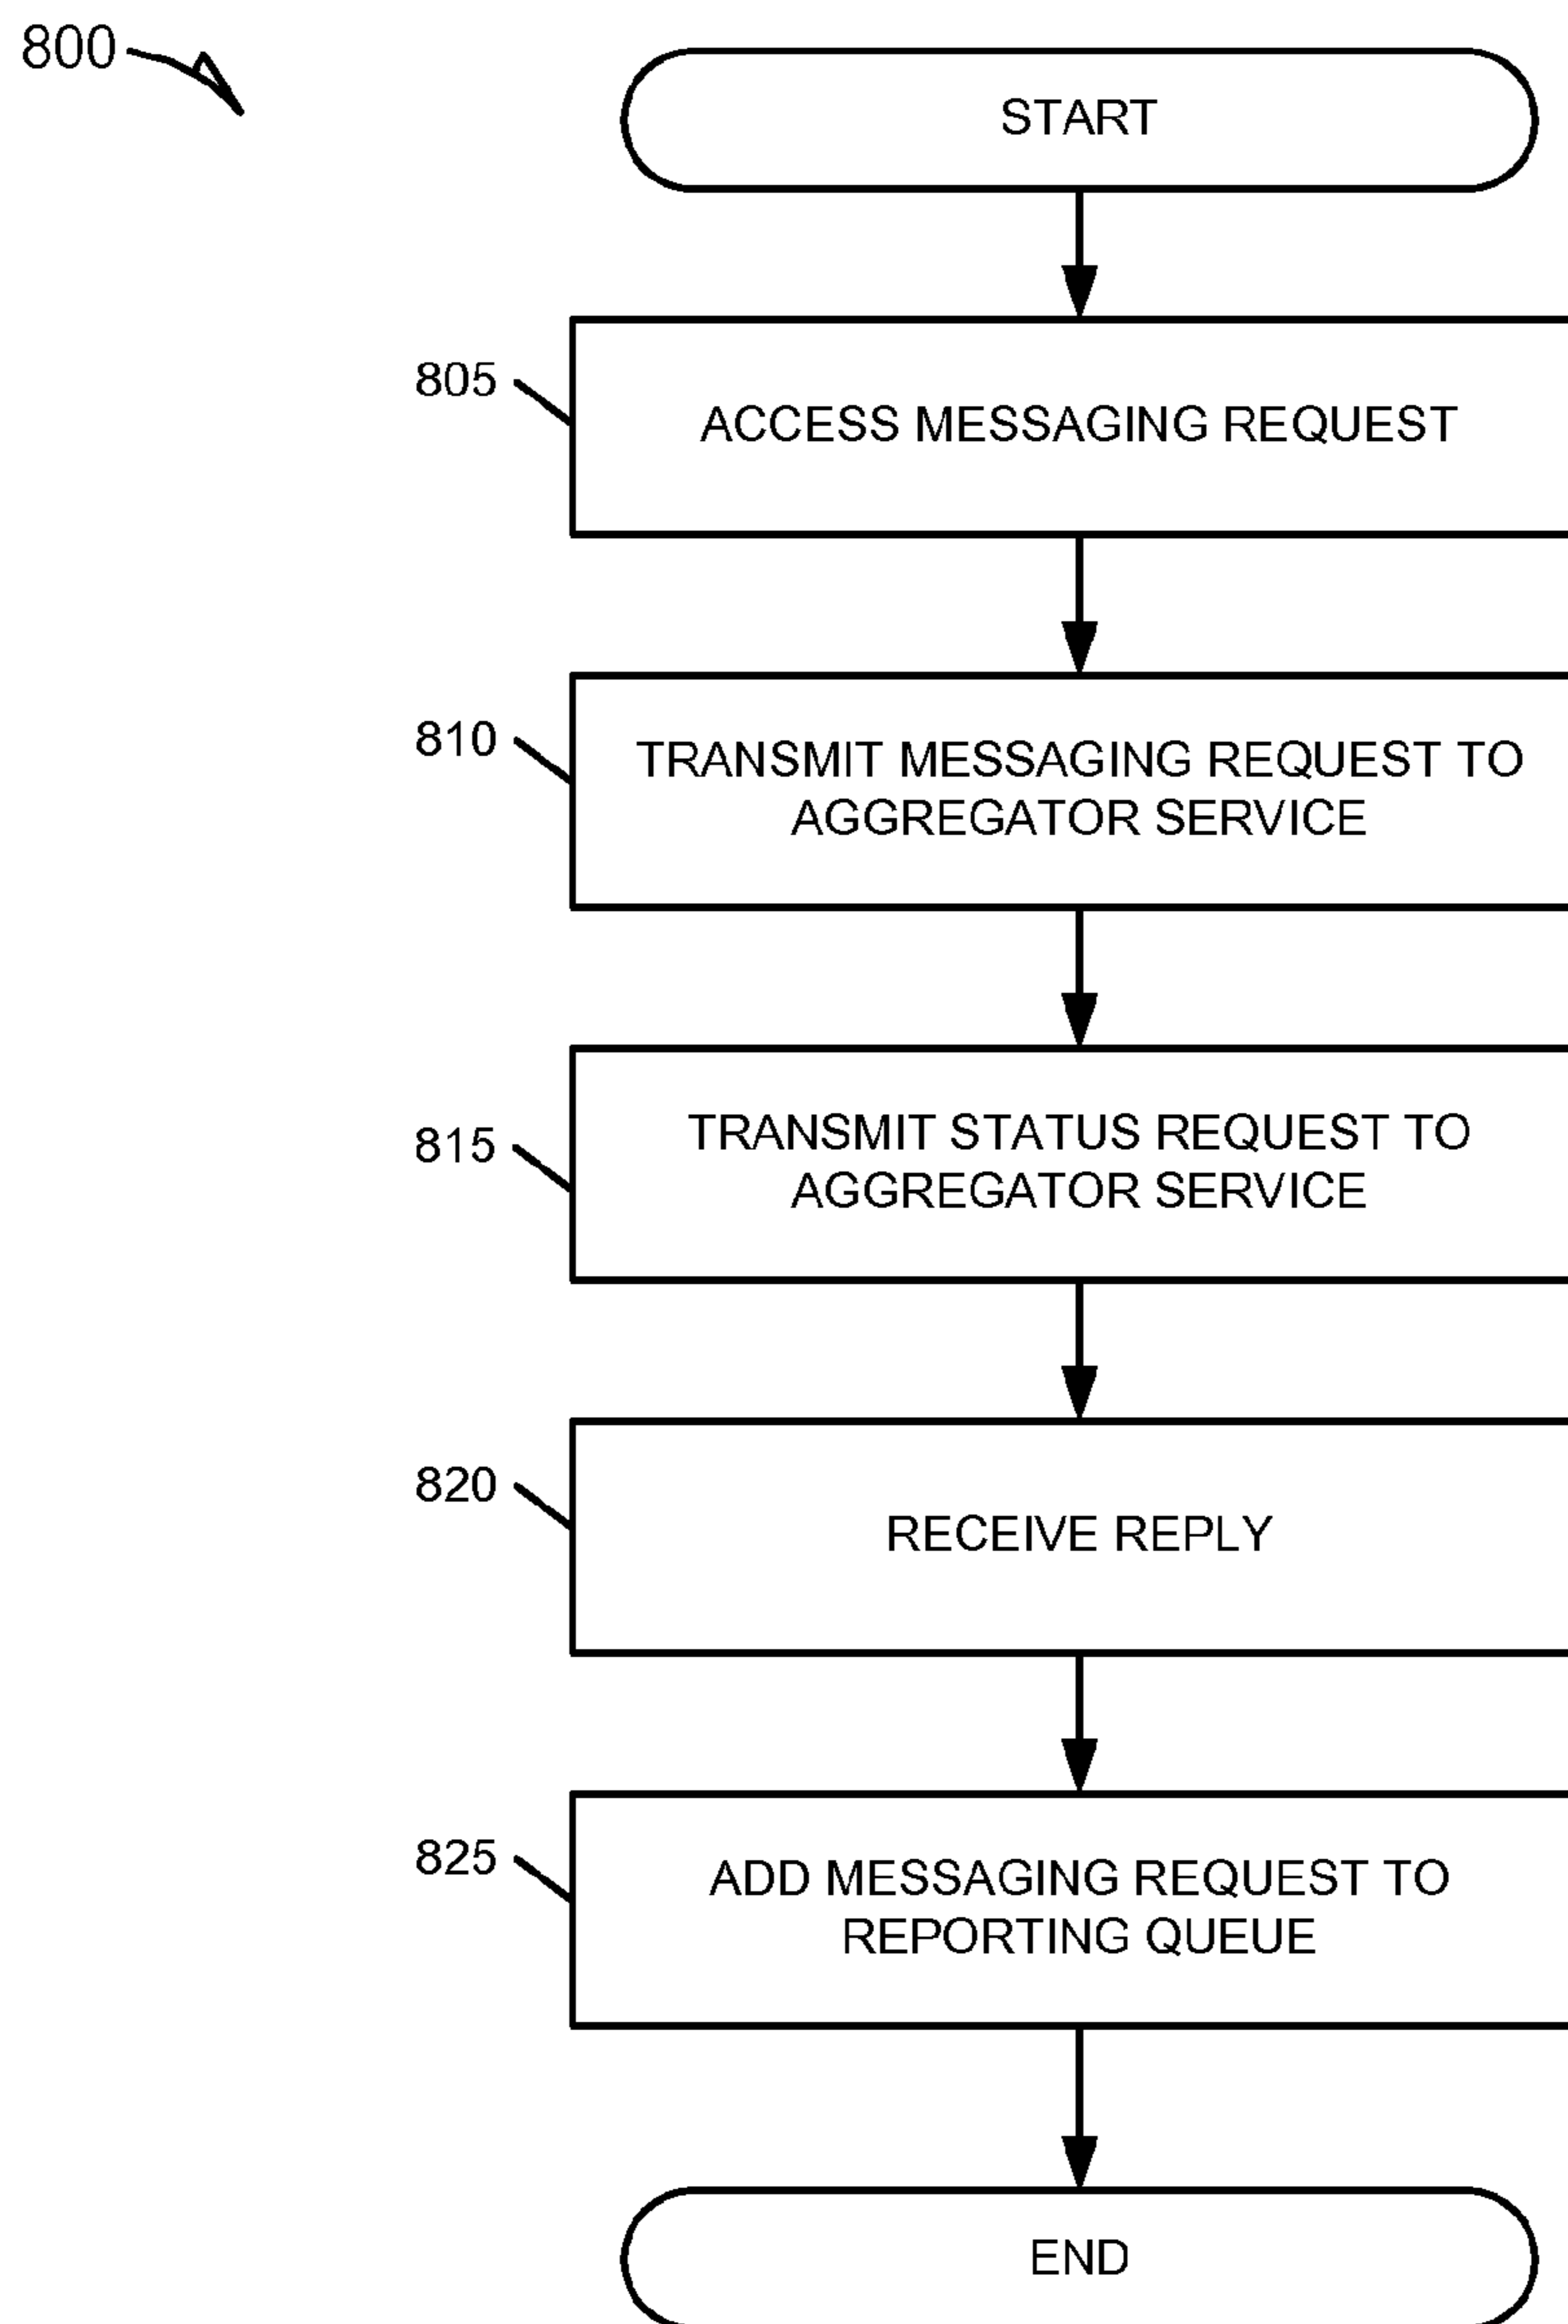 800
START
805
ACCESS MESSAGING REQUEST
810
TRANSMIT MESSAGING REQUEST TO
AGGREGATOR SERVICE
815
TRANSMIT STATUS REQUEST TO
AGGREGATOR SERVICE
820
RECEIVE REPLY
825
ADD MESSAGING REQUEST TO
REPORTING QUEUE
END